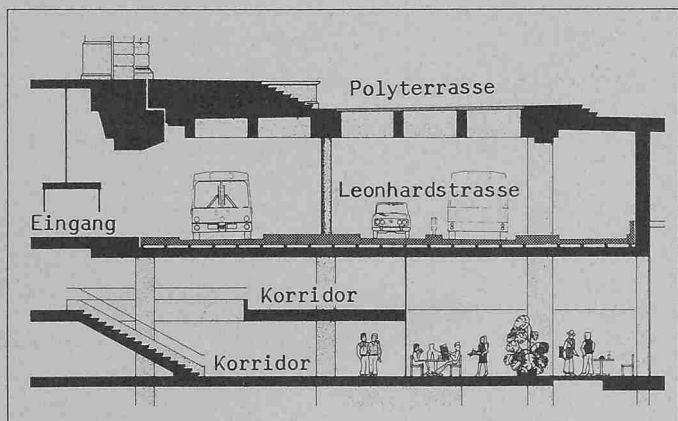 Polyterrasse
Leonhardstrasse
Eingang
Korridor
Korridor